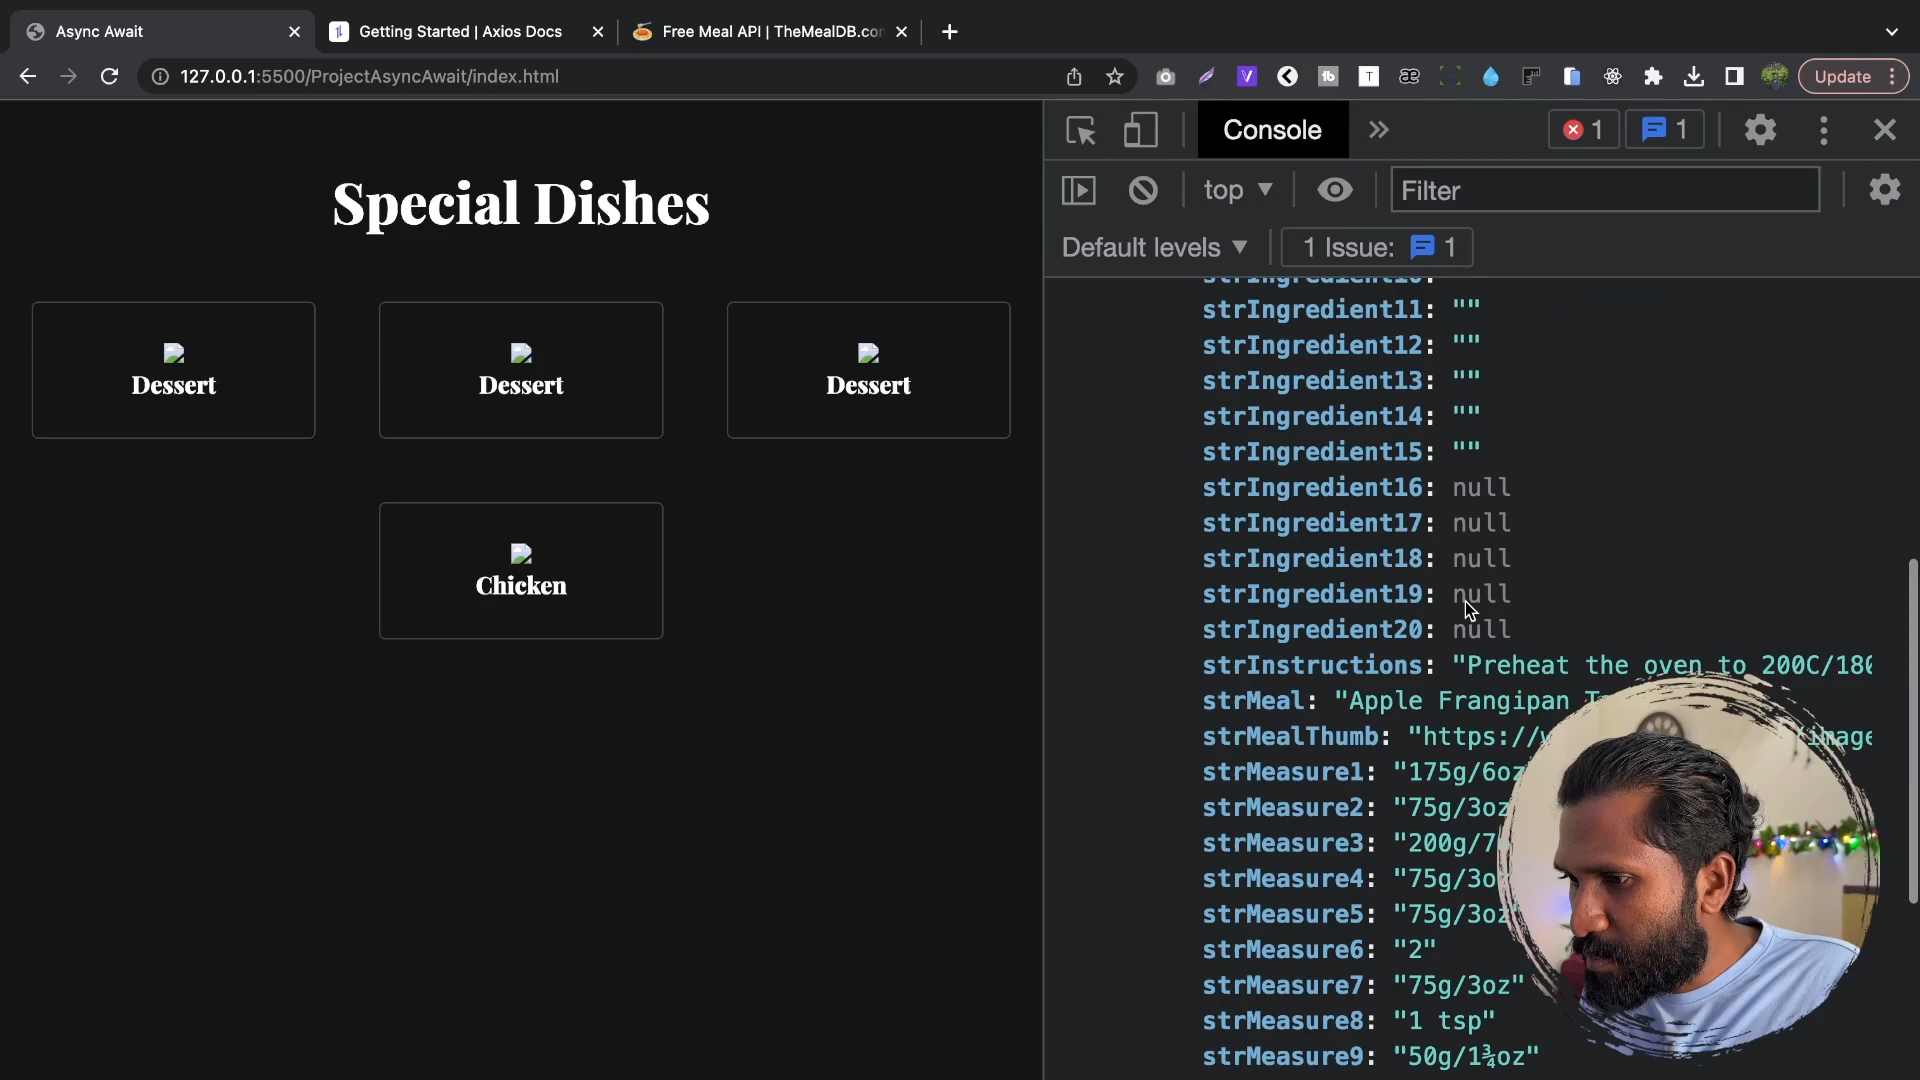 Async Await
Getting Started | Axios Docs
Free Meal API | TheMealDB.co
127.0.0.1:5500/ProjectAsyncAwait/index.html
Update
Special Dishes
Dessert
Dessert
Dessert
Chicken
Console
1
1
top
Filter
Default levels
1 Issue: 1
strIngredient11: ""
strIngredient12: ""
strIngredient13: ""
strIngredient14: ""
strIngredient15: ""
strIngredient16: null
strIngredient17: null
strIngredient18: null
strIngredient19: null
strIngredient20: null
strInstructions: "Preheat the oven to 200C/180
strMeal: "Apple Frangipan
strMealThumb: "https:// /image
strMeasure1: "175g/6oz
strMeasure2: "75g/3oz
strMeasure3: "200g/7
strMeasure4: "75g/3o
strMeasure5: "75g/3oz
strMeasure6: "2"
strMeasure7: "75g/3oz"
strMeasure8: "1 tsp"
strMeasure9: "50g/1¾oz"